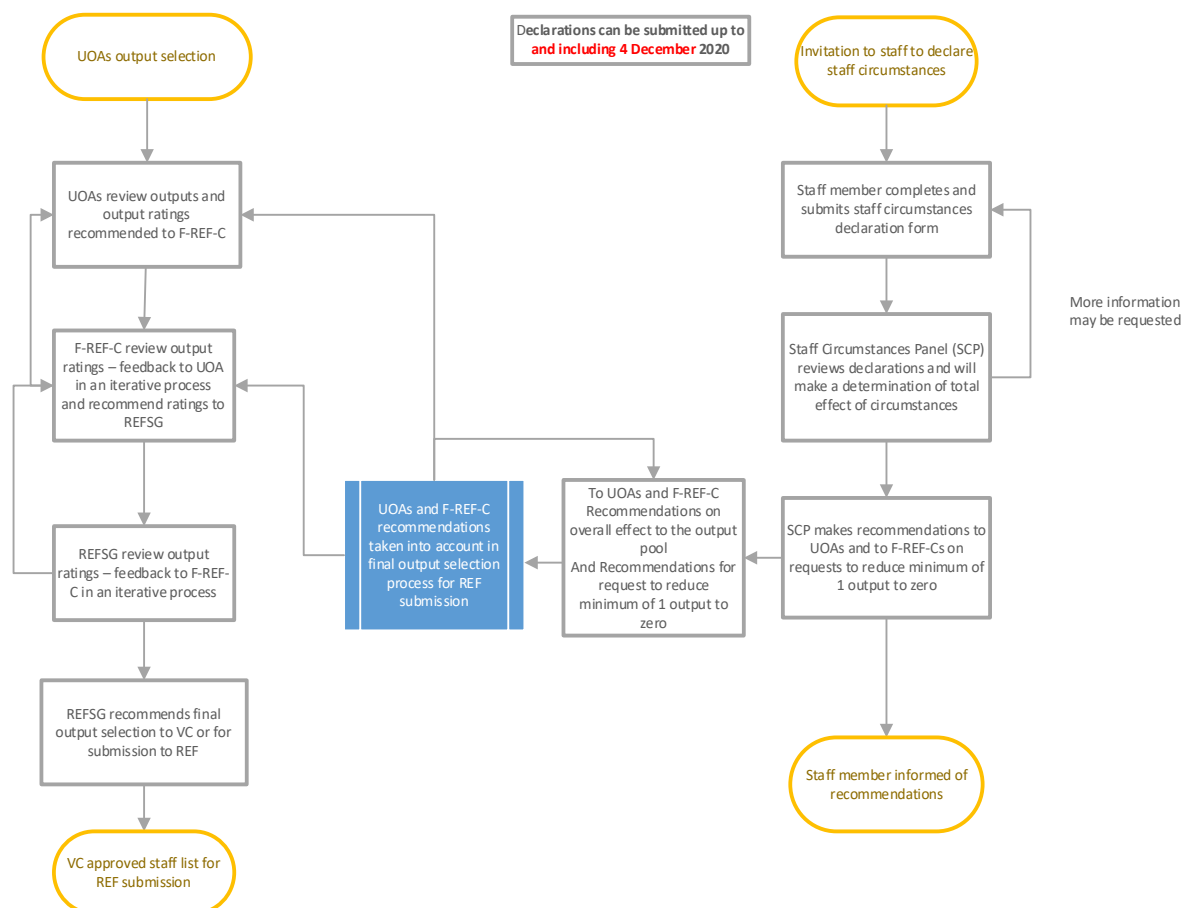 UOAs output selection
Declarations can be submitted up to
and including 4 December 2020
Invitation to staff to declare
staff circumstances
UOAs review outputs and
output ratings
recommended to F-REF-C
Staff member completes and
submits staff circumstances
declaration form
More information
may be requested
F-REF-C review output
ratings – feedback to UOA
in an iterative process
and recommend ratings to
REFSG
Staff Circumstances Panel (SCP)
reviews declarations and will
make a determination of total
effect of circumstances
REFSG review output
ratings – feedback to F-REF-
C in an iterative process
UOAs and F-REF-C
recommendations
taken into account in
final output selection
process for REF
submission
To UOAs and F-REF-C
Recommendations on
overall effect to the output
pool
And Recommendations for
request to reduce
minimum of 1 output to
zero
SCP makes recommendations to
UOAs and to F-REF-Cs on
requests to reduce minimum of
1 output to zero
REFSG recommends final
output selection to VC or for
submission to REF
Staff member informed of
recommendations
VC approved staff list for
REF submission